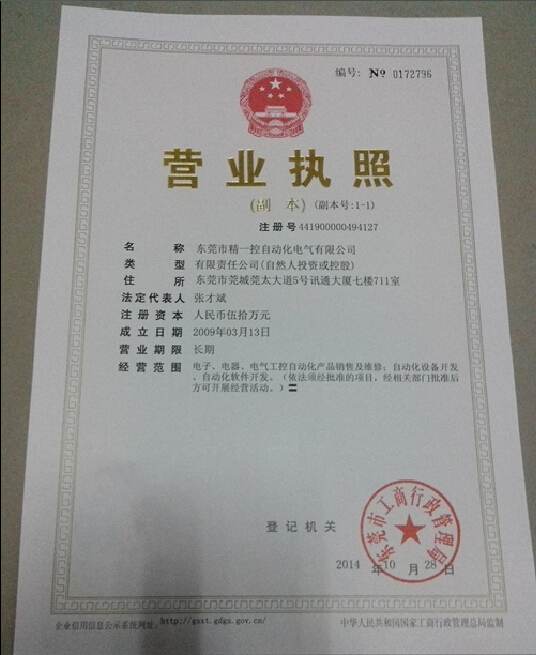 编号: № 0172796
营业执照
(副 本) (副本号:1-1)
注册号 441900000494127
名 称 东莞市精一控自动化电气有限公司
类 型 有限责任公司(自然人投资或控股)
住 所 东莞市莞城莞太大道5号讯通大厦七楼711室
法定代表人 张才斌
注册资本 人民币伍拾万元
成立日期 2009年03月13日
营业期限 长期
经营范围 电子、电器、电气工控自动化产品销售及维修；自动化设备开发
、自动化软件开发。（依法须经批准的项目，经相关部门批准后
方可开展经营活动。）
东莞市工商行政管理局
登记机关
2014 年 10 月 28 日
企业信用信息公示系统网址: http://gsxt.gdgs.gov.cn/ 中华人民共和国国家工商行政管理总局监制